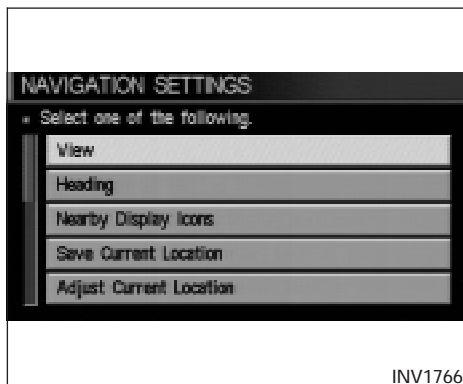 NAVIGATION SETTINGS
Select one of the following.
View
Heading
Nearby Display Icons
Save Current Location
Adjust Current Location
INV1766